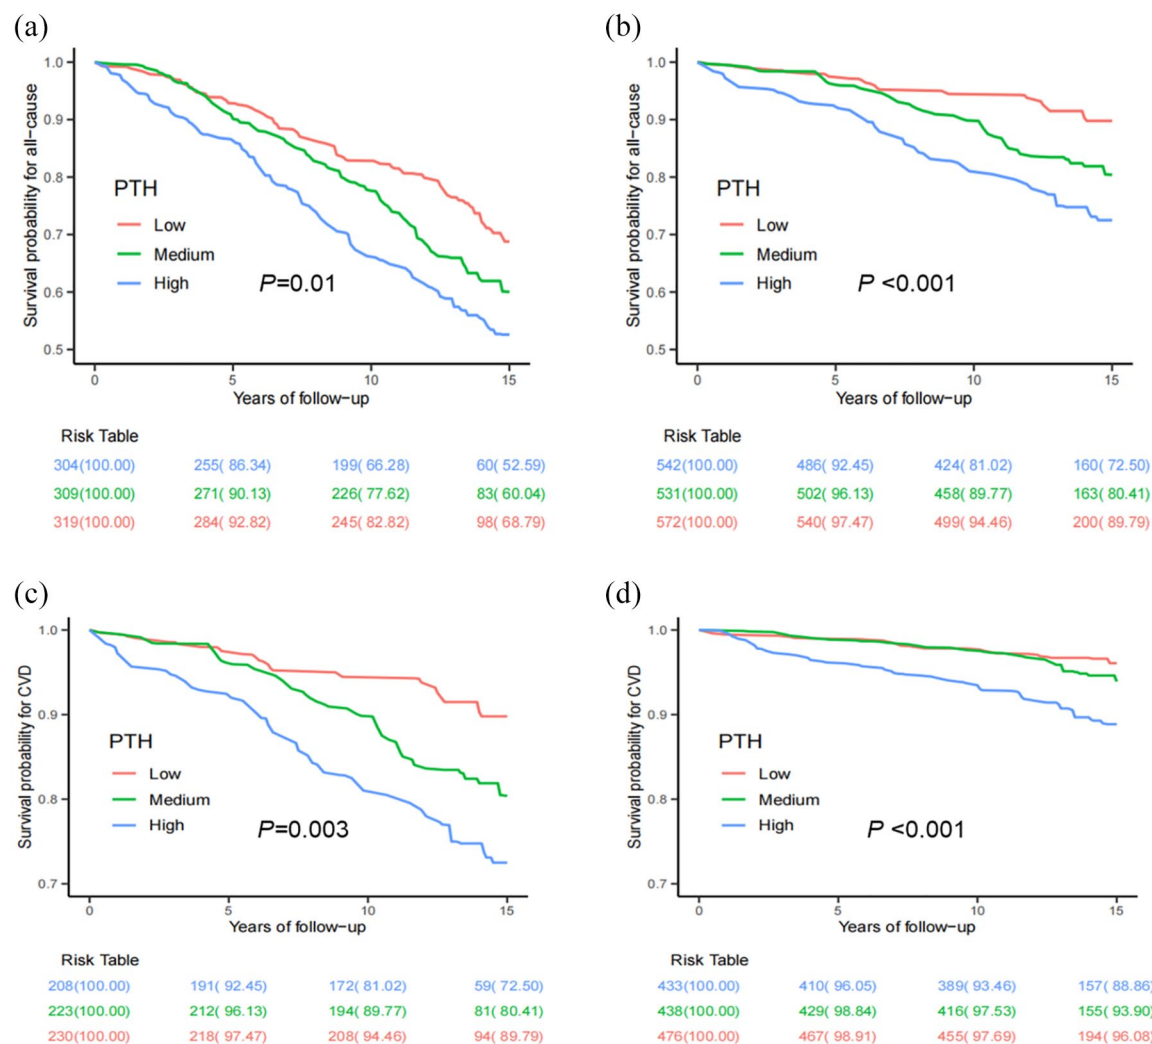 (a)
Survival probability for all−cause
1.0
0.9
0.8
0.7
0.6
0.5
PTH
Low
Medium
High
P=0.01
0 5 10 15
Years of follow−up
Risk Table
304(100.00) 255( 86.34) 199( 66.28) 60( 52.59)
309(100.00) 271( 90.13) 226( 77.62) 83( 60.04)
319(100.00) 284( 92.82) 245( 82.82) 98( 68.79)
(b)
Survival probability for all−cause
1.0
0.9
0.8
0.7
0.6
0.5
PTH
Low
Medium
High
P <0.001
0 5 10 15
Years of follow−up
Risk Table
542(100.00) 486( 92.45) 424( 81.02) 160( 72.50)
531(100.00) 502( 96.13) 458( 89.77) 163( 80.41)
572(100.00) 540( 97.47) 499( 94.46) 200( 89.79)
(c)
Survival probability for CVD
1.0
0.9
0.8
0.7
PTH
Low
Medium
High
P=0.003
0 5 10 15
Years of follow−up
Risk Table
208(100.00) 191( 92.45) 172( 81.02) 59( 72.50)
223(100.00) 212( 96.13) 194( 89.77) 81( 80.41)
230(100.00) 218( 97.47) 208( 94.46) 94( 89.79)
(d)
Survival probability for CVD
1.0
0.9
0.8
0.7
PTH
Low
Medium
High
P <0.001
0 5 10 15
Years of follow−up
Risk Table
433(100.00) 410( 96.05) 389( 93.46) 157( 88.86)
438(100.00) 429( 98.84) 416( 97.53) 155( 93.90)
476(100.00) 467( 98.91) 455( 97.69) 194( 96.08)